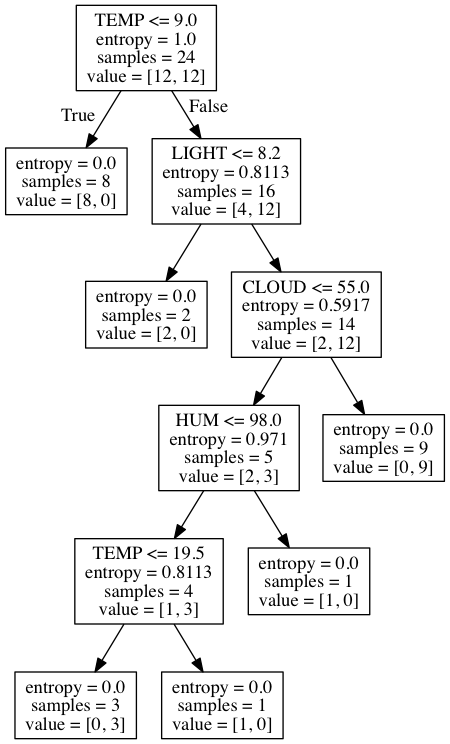 TEMP <= 9.0
entropy = 1.0
samples = 24
value = [12, 12]
True
False
entropy = 0.0
samples = 8
value = [8, 0]
LIGHT <= 8.2
entropy = 0.8113
samples = 16
value = [4, 12]
entropy = 0.0
samples = 2
value = [2, 0]
CLOUD <= 55.0
entropy = 0.5917
samples = 14
value = [2, 12]
HUM <= 98.0
entropy = 0.971
samples = 5
value = [2, 3]
entropy = 0.0
samples = 9
value = [0, 9]
TEMP <= 19.5
entropy = 0.8113
samples = 4
value = [1, 3]
entropy = 0.0
samples = 1
value = [1, 0]
entropy = 0.0
samples = 3
value = [0, 3]
entropy = 0.0
samples = 1
value = [1, 0]